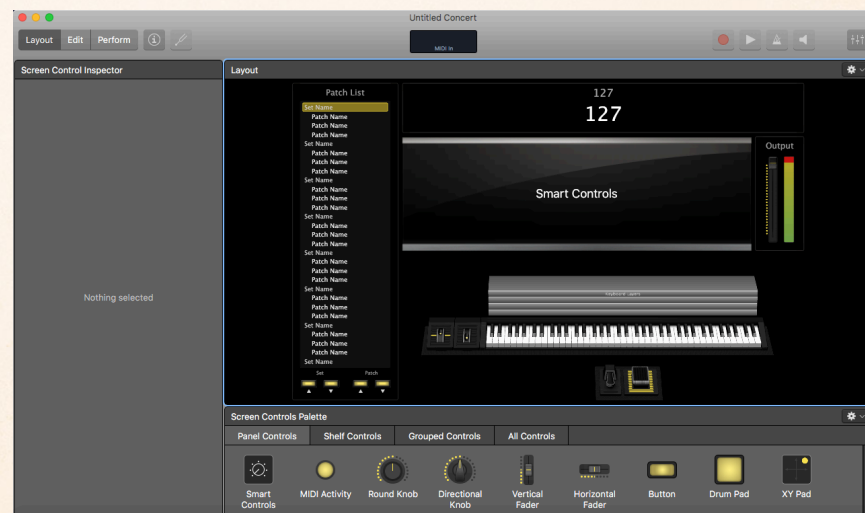 Untitled Concert
Layout Edit Perform
MIDI In
Screen Control Inspector
Nothing selected
Layout
Patch List
Set Name
Patch Name
Patch Name
Patch Name
Set Name
Patch Name
Patch Name
Patch Name
Set Name
Patch Name
Patch Name
Patch Name
Set Name
Patch Name
Patch Name
Patch Name
Set Name
Patch Name
Patch Name
Patch Name
Set Name
Patch Name
Patch Name
Patch Name
Set Name
Patch Name
Patch Name
Patch Name
Set Name
Set Patch
127
127
Smart Controls
Output
Keyboard Layers
Screen Controls Palette
Panel Controls Shelf Controls Grouped Controls All Controls
Smart Controls
MIDI Activity
Round Knob
Directional Knob
Vertical Fader
Horizontal Fader
Button
Drum Pad
XY Pad